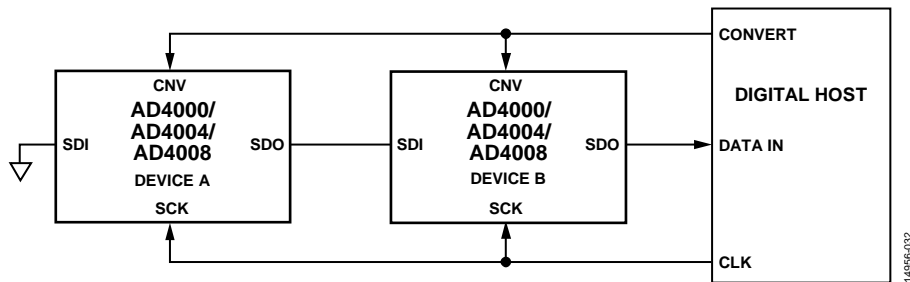 CONVERT
CNV
CNV
DIGITAL HOST
AD4000/
AD4004/
AD4008
AD4000/
AD4004/
AD4008
SDI
SDO
SDI
SDO
DATA IN
DEVICE A
DEVICE B
SCK
SCK
CLK
14956-032